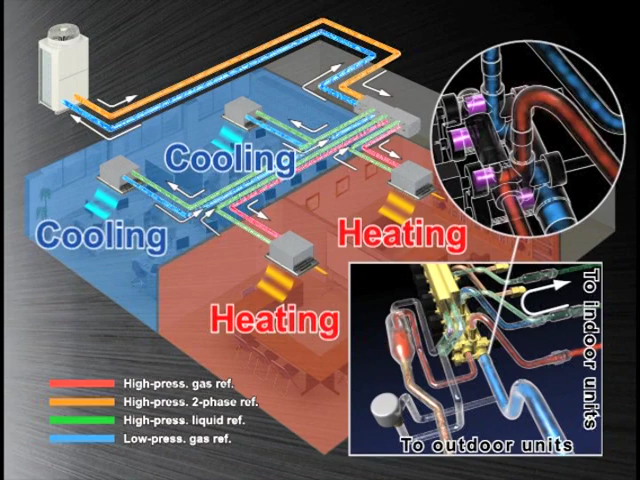 Cooling
Cooling
Heating
Heating
High-press. gas ref.
High-press. 2-phase ref.
High-press. liquid ref.
Low-press. gas ref.
To indoor units
To outdoor units